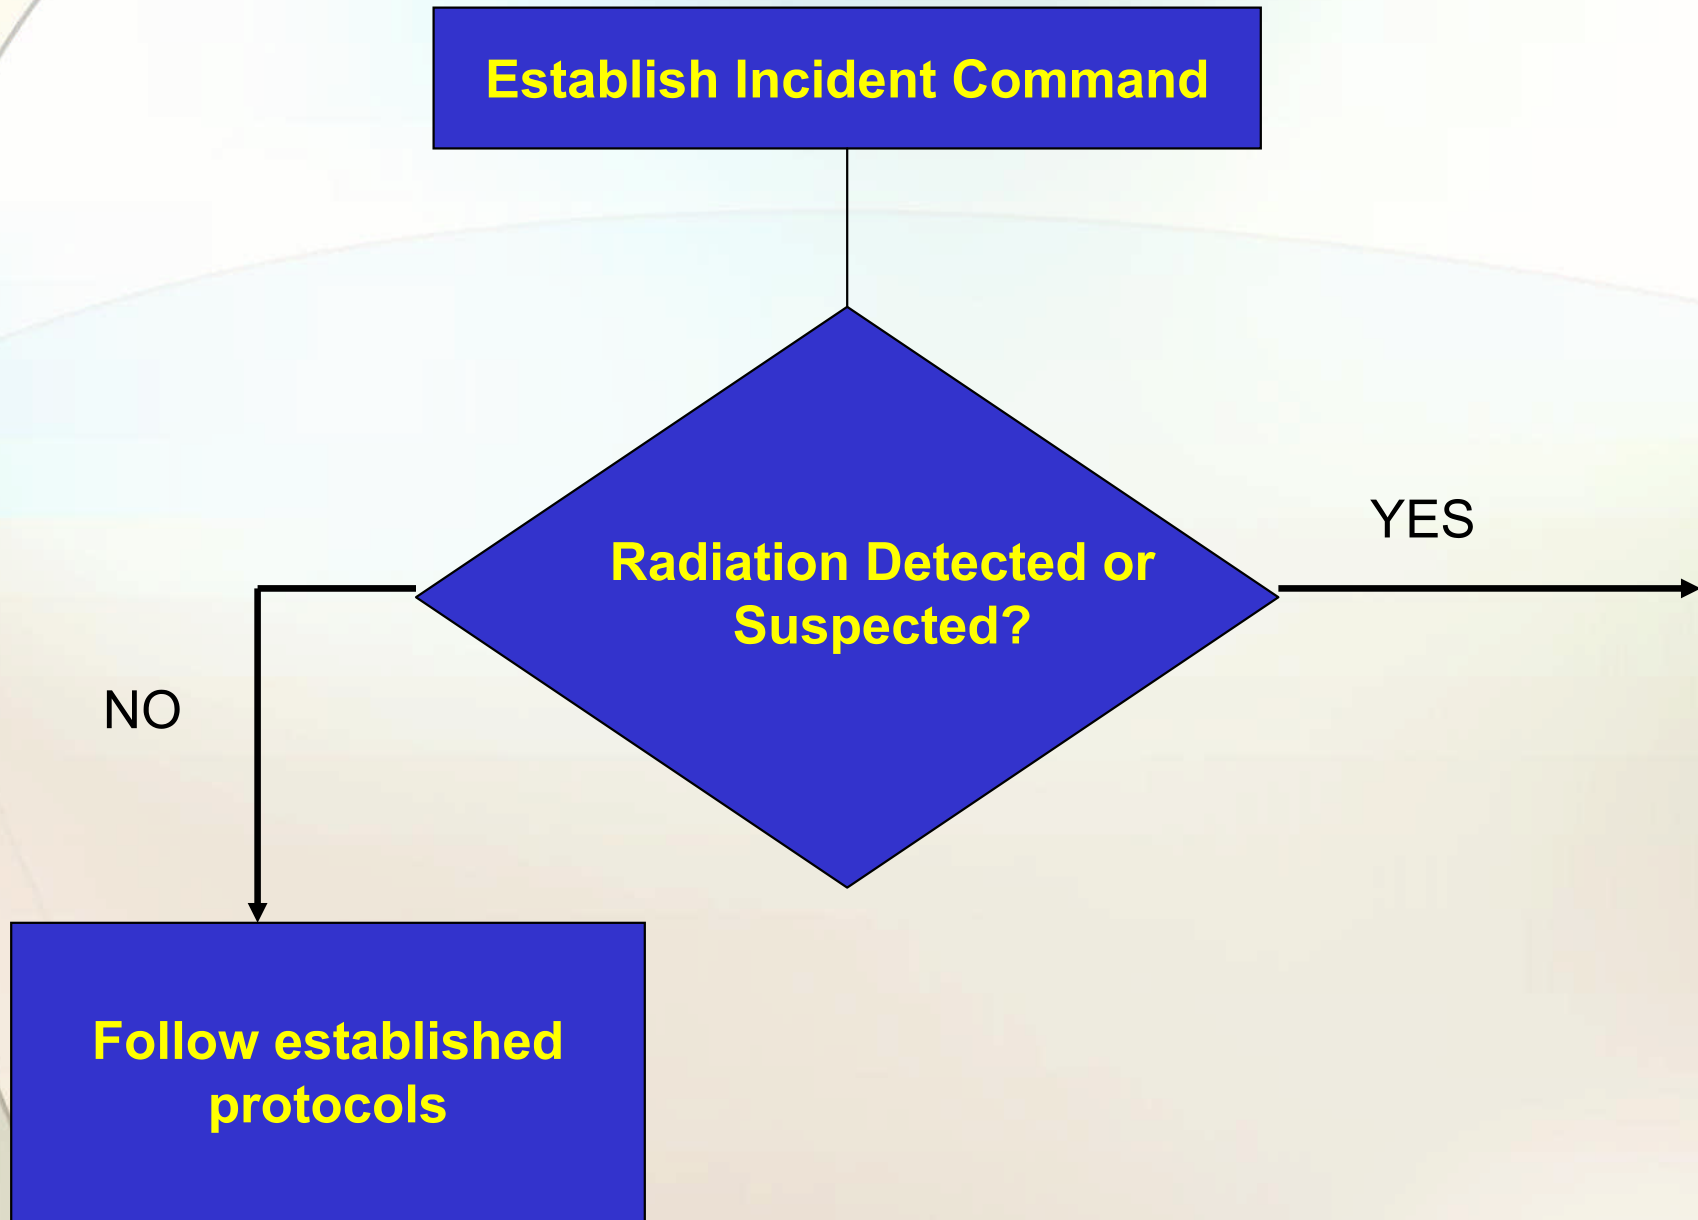 Establish Incident Command
Radiation Detected or
Suspected?
YES
NO
Follow established
protocols